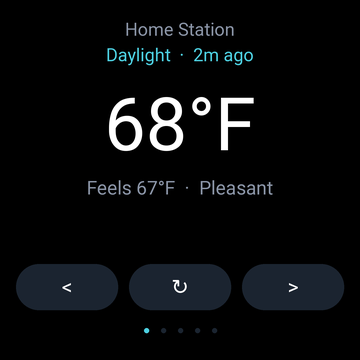 Home Station
Daylight · 2m ago
68°F
Feels 67°F · Pleasant
< ↻ >